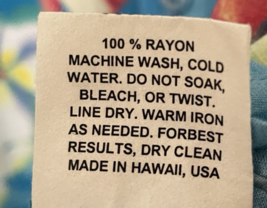 100 % RAYON
MACHINE WASH, COLD
WATER. DO NOT SOAK,
BLEACH, OR TWIST.
LINE DRY. WARM IRON
AS NEEDED. FORBEST
RESULTS, DRY CLEAN
MADE IN HAWAII, USA